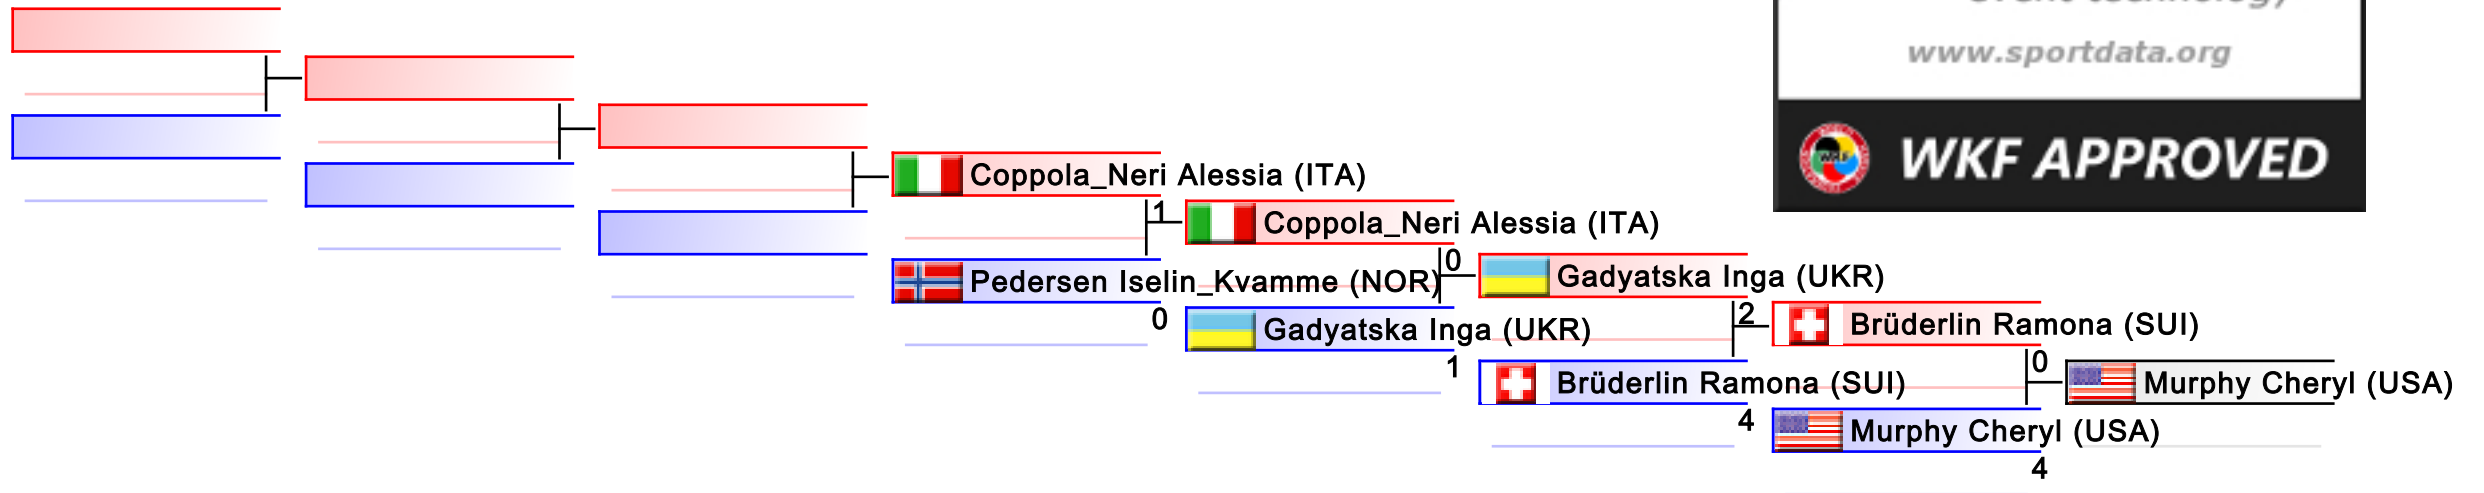 event technology
www.sportdata.org
WKF APPROVED
Coppola_Neri Alessia (ITA)
1
Coppola_Neri Alessia (ITA)
0
Pedersen Iselin_Kvamme (NOR)
0
Gadyatska Inga (UKR)
2
Gadyatska Inga (UKR)
1
Brüderlin Ramona (SUI)
0
Brüderlin Ramona (SUI)
4
Murphy Cheryl (USA)
Murphy Cheryl (USA)
4